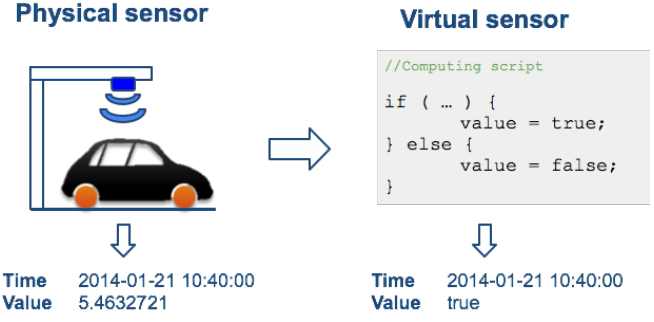 Physical sensor
Virtual sensor
//Computing script
if ( … ) {
value = true;
} else {
value = false;
}
Time 2014-01-21 10:40:00
Value 5.4632721
Time 2014-01-21 10:40:00
Value true